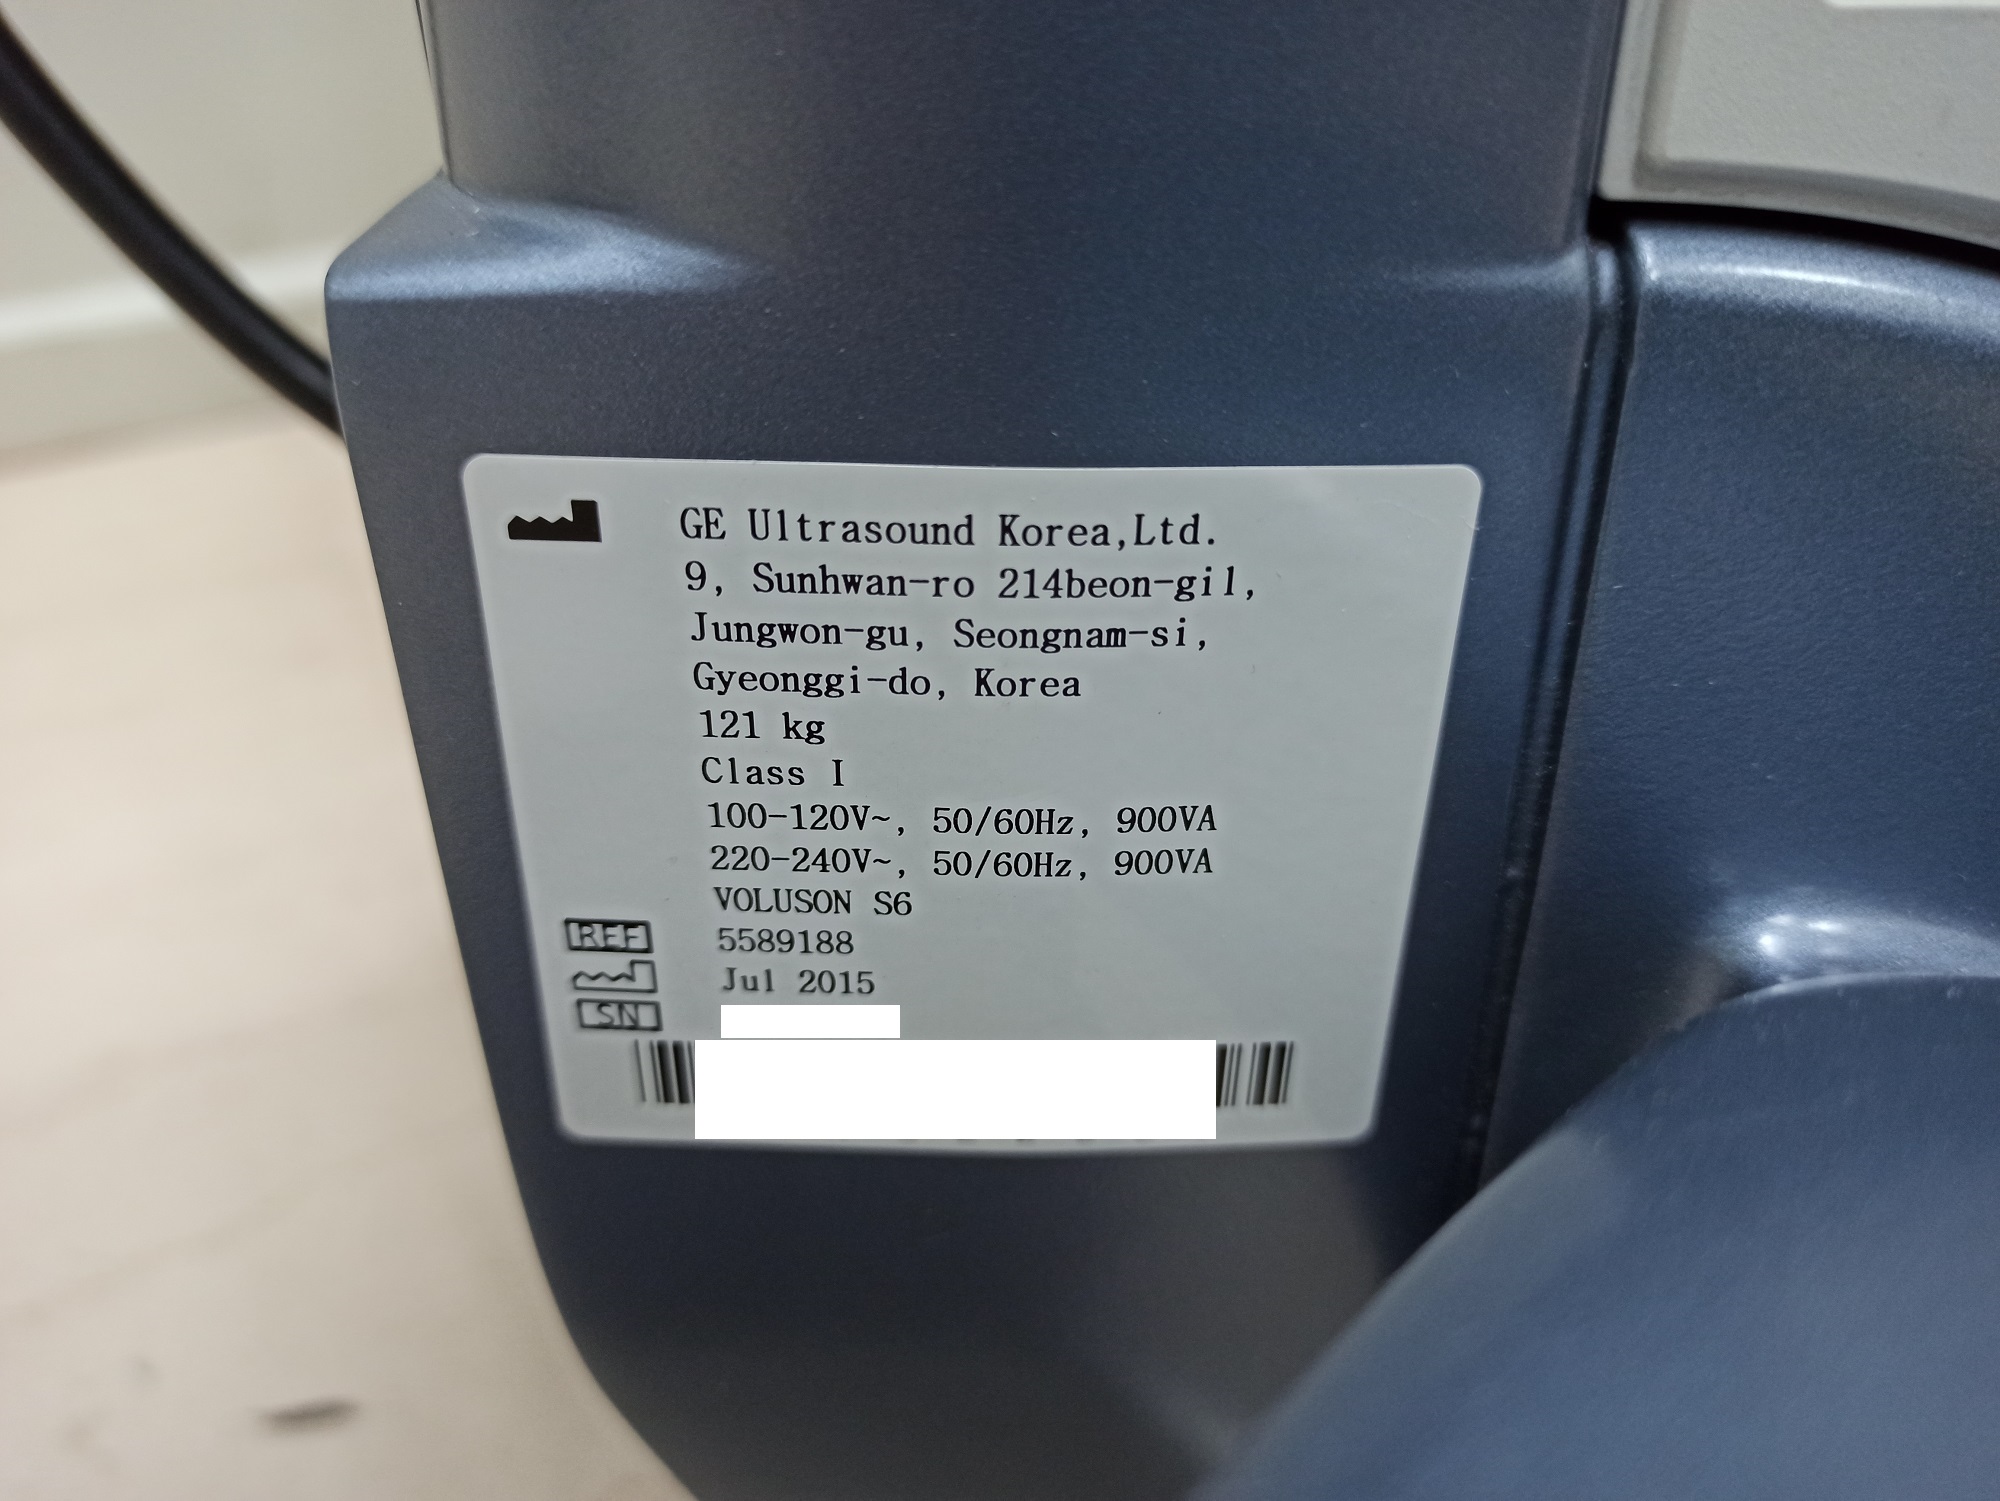 GE Ultrasound Korea,Ltd.
9, Sunhwan-ro 214beon-gil,
Jungwon-gu, Seongnam-si,
Gyeonggi-do, Korea
121 kg
Class I
100-120V~, 50/60Hz, 900VA
220-240V~, 50/60Hz, 900VA
VOLUSON S6
REF 5589188
Jul 2015
SN